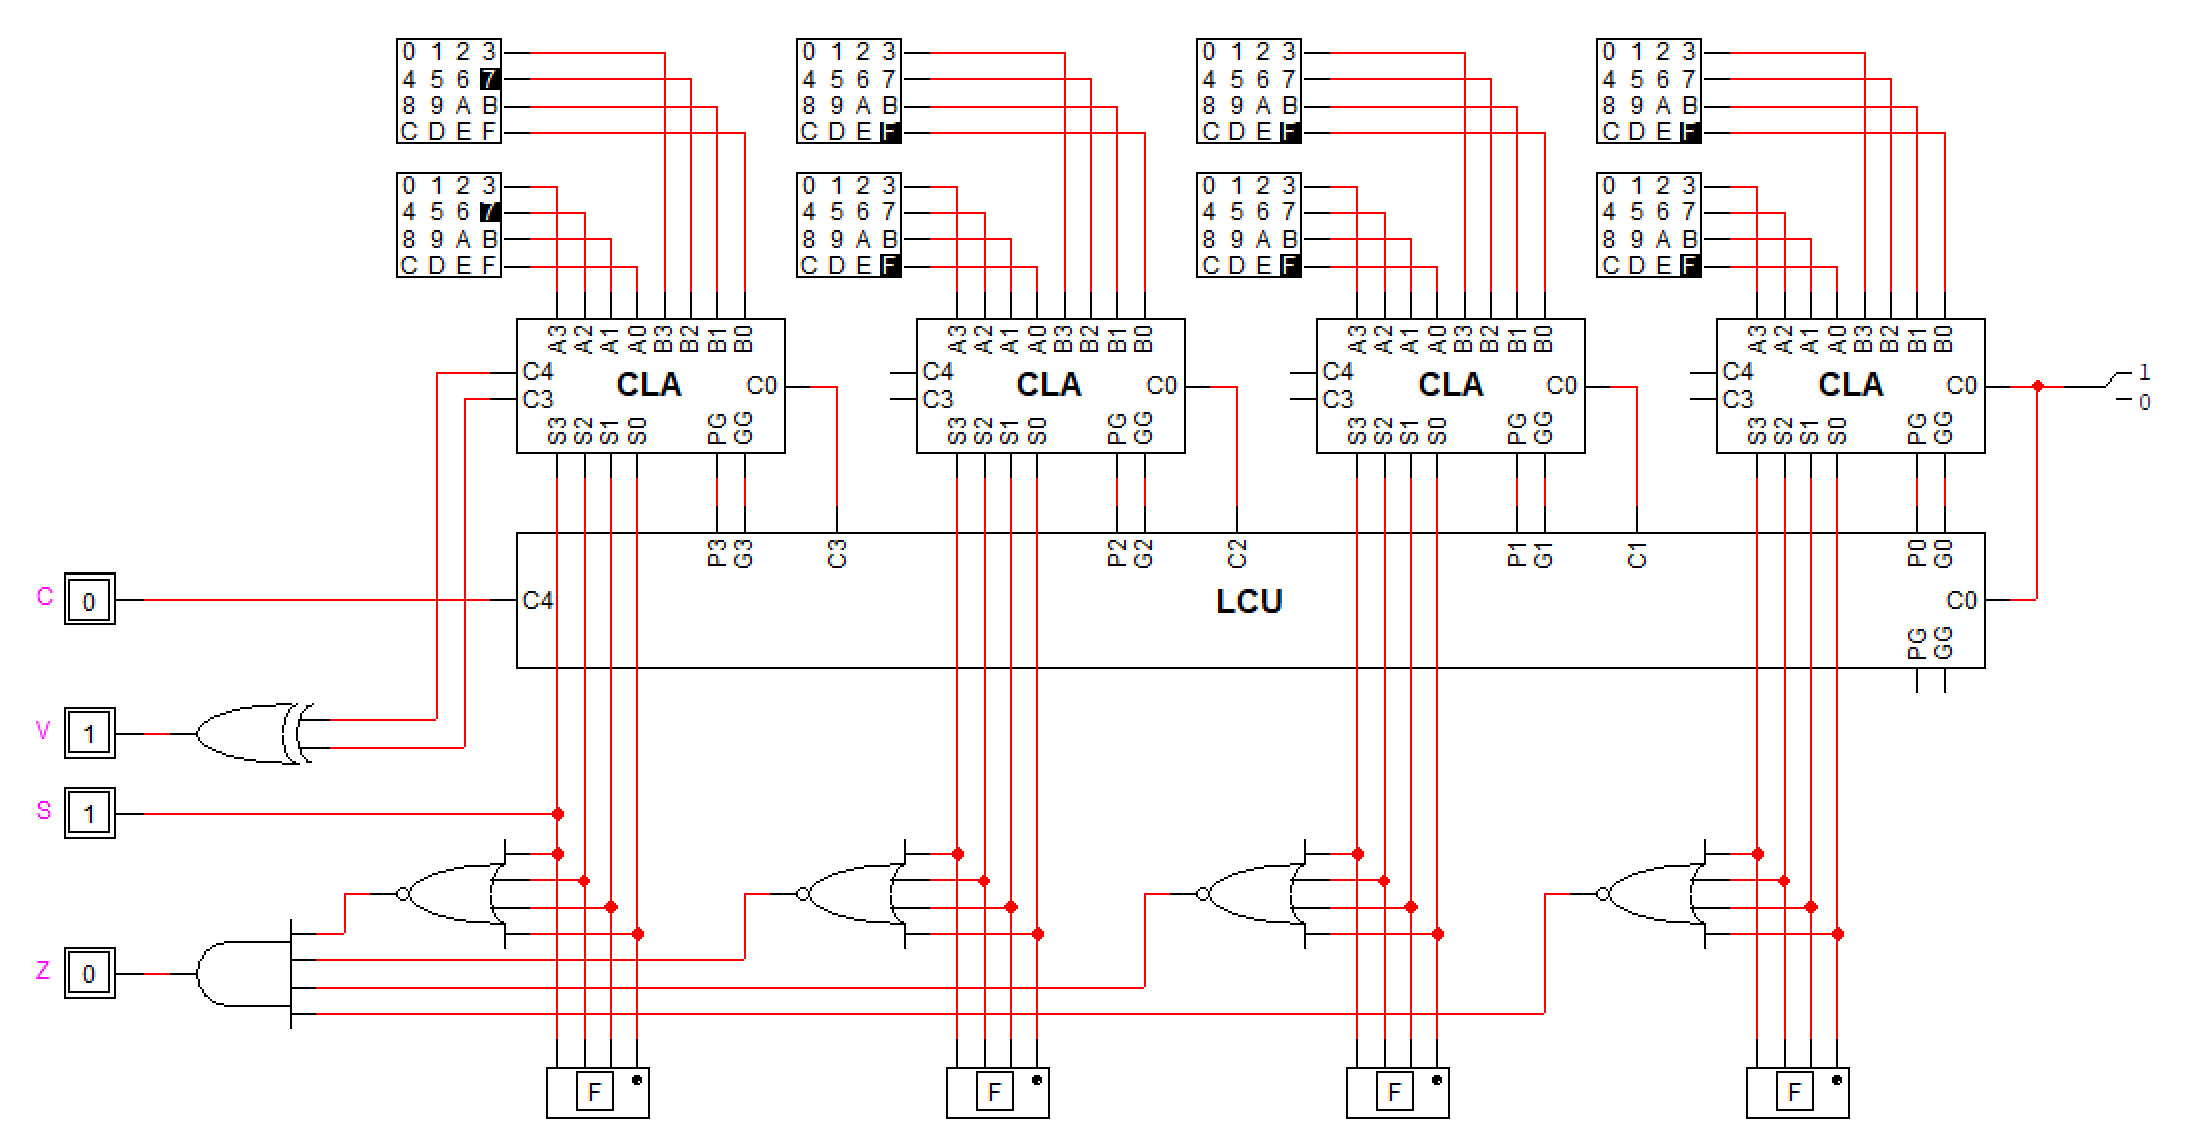 0 1 2 3 0 1 2 3 0 1 2 3 0 1 2 3
4 5 6 7 4 5 6 7 4 5 6 7 4 5 6 7
8 9 A B 8 9 A B 8 9 A B 8 9 A B
C D E F C D E F C D E F C D E F
0 1 2 3 0 1 2 3 0 1 2 3 0 1 2 3
4 5 6 7 4 5 6 7 4 5 6 7 4 5 6 7
8 9 A B 8 9 A B 8 9 A B 8 9 A B
C D E F C D E F C D E F C D E F
A3 A2 A1 A0 B3 B2 B1 B0 A3 A2 A1 A0 B3 B2 B1 B0 A3 A2 A1 A0 B3 B2 B1 B0 A3 A2 A1 A0 B3 B2 B1 B0
C4 CLA C0 C4 CLA C0 C4 CLA C0 C4 CLA C0 1
C3 C3 C3 C3 0
S3 S2 S1 S0 PG GG S3 S2 S1 S0 PG GG S3 S2 S1 S0 PG GG S3 S2 S1 S0 PG GG
P3 G3 C3 P2 G2 C2 P1 G1 C1 P0 G0
C 0 C4 LCU C0
PG GG
V 1
S 1
Z 0
F F F F